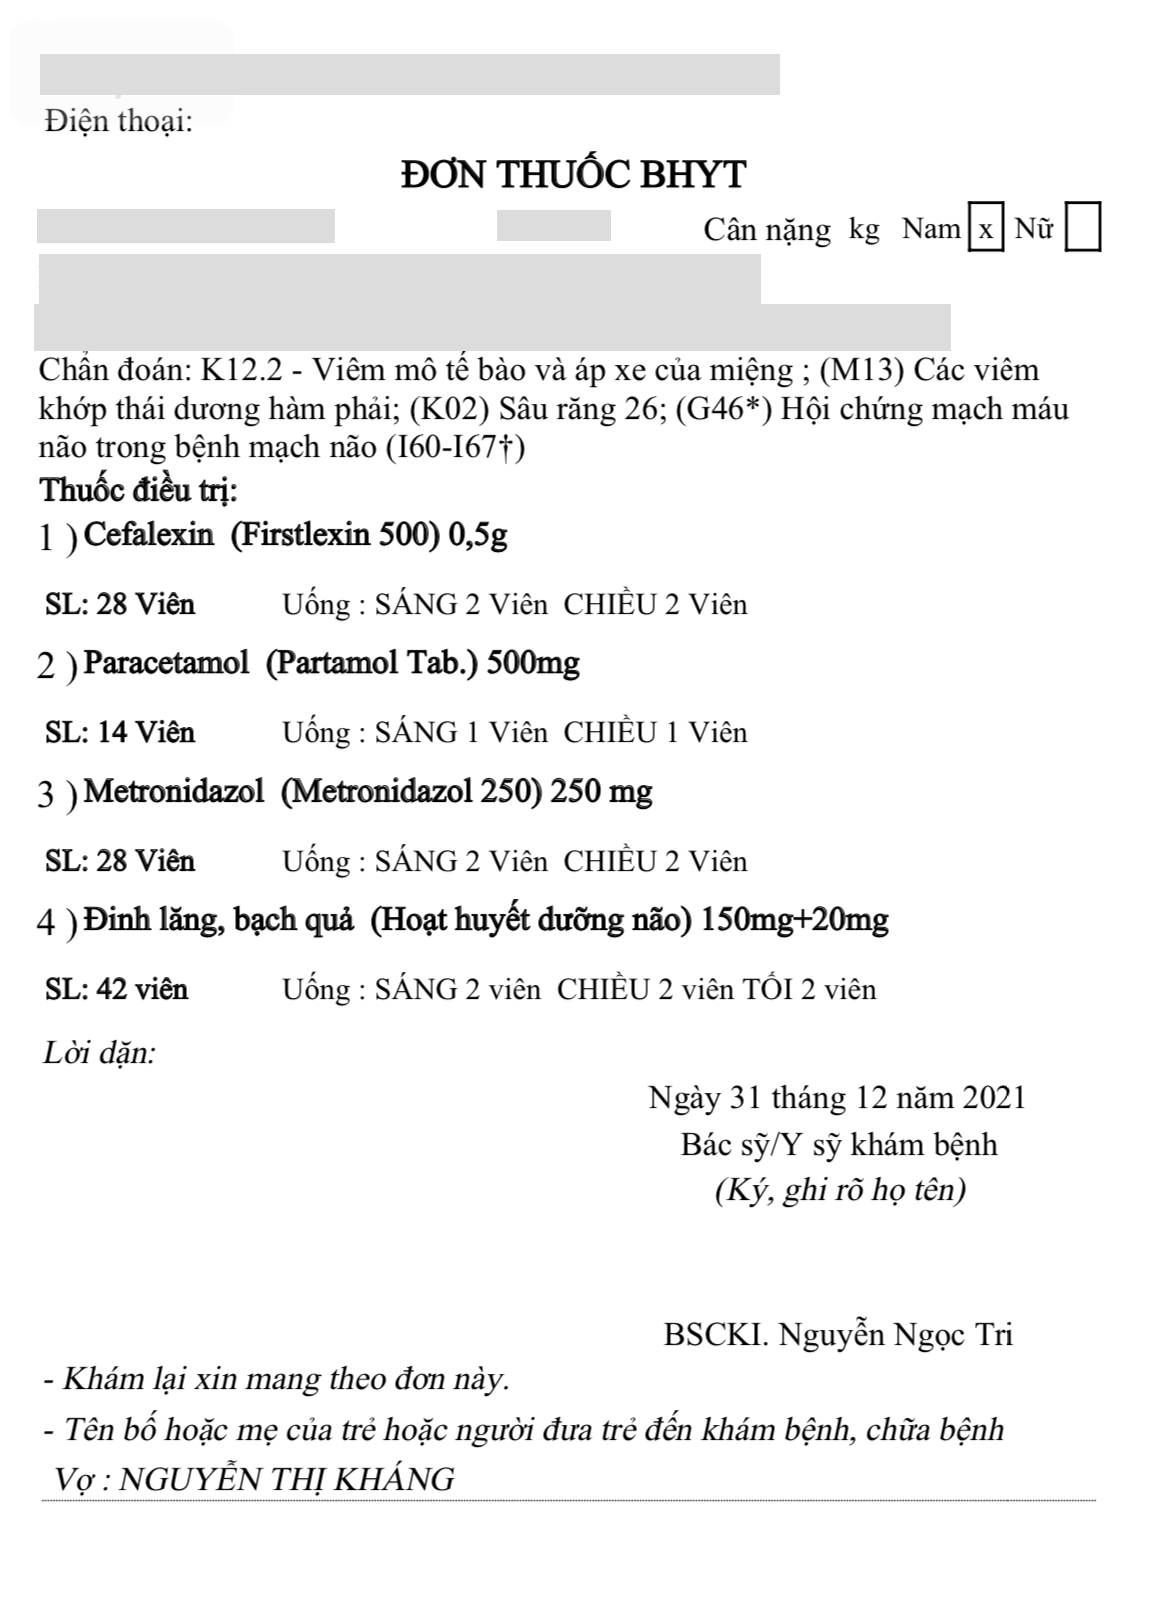 Điện thoại:
ĐƠN THUỐC BHYT
Cân nặng kg Nam x Nữ
Chẩn đoán: K12.2 - Viêm mô tế bào và áp xe của miệng ; (M13) Các viêm
khớp thái dương hàm phải; (K02) Sâu răng 26; (G46*) Hội chứng mạch máu
não trong bệnh mạch não (I60-I67†)
Thuốc điều trị:
1 ) Cefalexin (Firstlexin 500) 0,5g
SL: 28 Viên Uống : SÁNG 2 Viên CHIỀU 2 Viên
2 ) Paracetamol (Partamol Tab.) 500mg
SL: 14 Viên Uống : SÁNG 1 Viên CHIỀU 1 Viên
3 ) Metronidazol (Metronidazol 250) 250 mg
SL: 28 Viên Uống : SÁNG 2 Viên CHIỀU 2 Viên
4 ) Đinh lăng, bạch quả (Hoạt huyết dưỡng não) 150mg+20mg
SL: 42 viên Uống : SÁNG 2 viên CHIỀU 2 viên TỐI 2 viên
Lời dặn:
Ngày 31 tháng 12 năm 2021
Bác sỹ/Y sỹ khám bệnh
(Ký, ghi rõ họ tên)
BSCKI. Nguyễn Ngọc Tri
- Khám lại xin mang theo đơn này.
- Tên bố hoặc mẹ của trẻ hoặc người đưa trẻ đến khám bệnh, chữa bệnh
Vợ : NGUYỄN THỊ KHÁNG